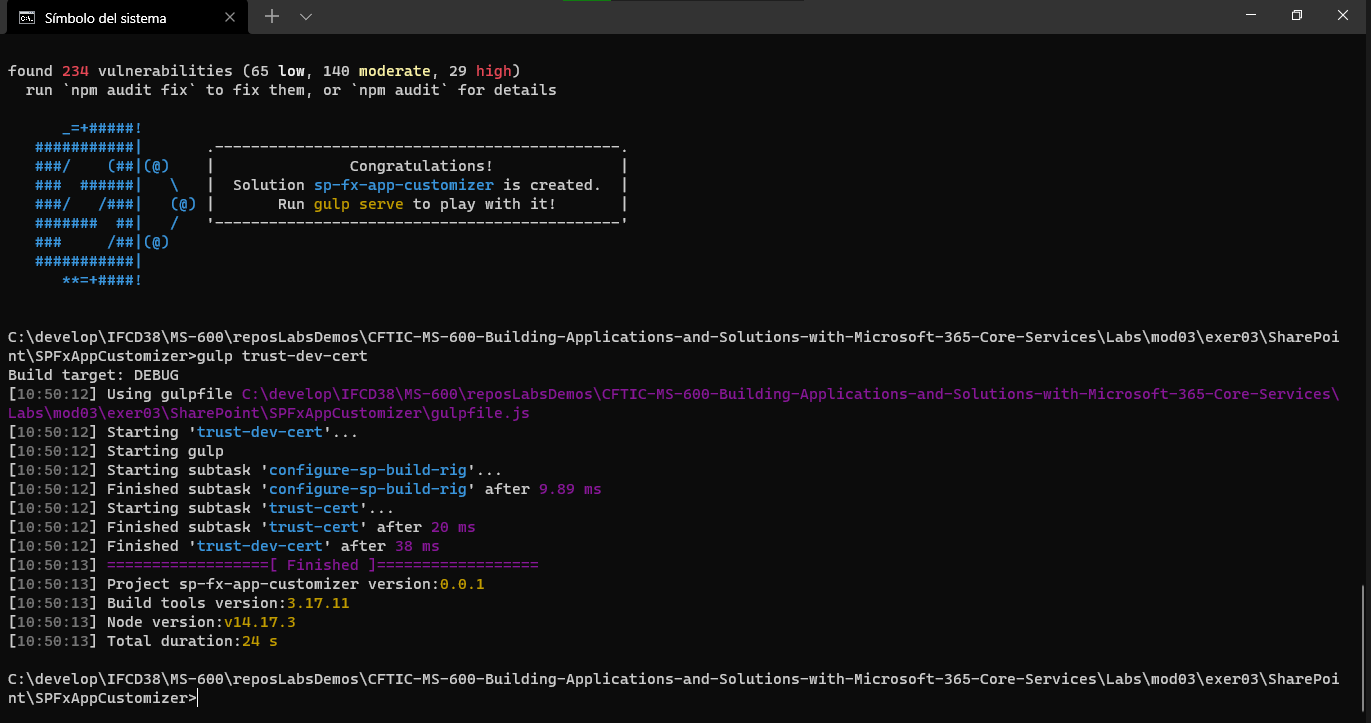 Símbolo del sistema
found 234 vulnerabilities (65 low, 140 moderate, 29 high)
  run `npm audit fix` to fix them, or `npm audit` for details
      _=+#####!
   ###########|       .---------------------------------------------.
   ###/    (##|(@)    |               Congratulations!              |
   ###  ######|   \   |  Solution sp-fx-app-customizer is created.  |
   ###/   /###|   (@) |       Run gulp serve to play with it!       |
   #######  ##|   /   '---------------------------------------------'
   ###     /##|(@)
   ###########|
      **=+####!
C:\develop\IFCD38\MS-600\reposLabsDemos\CFTIC-MS-600-Building-Applications-and-Solutions-with-Microsoft-365-Core-Services\Labs\mod03\exer03\SharePoi
nt\SPFxAppCustomizer>gulp trust-dev-cert
Build target: DEBUG
[10:50:12] Using gulpfile C:\develop\IFCD38\MS-600\reposLabsDemos\CFTIC-MS-600-Building-Applications-and-Solutions-with-Microsoft-365-Core-Services\
Labs\mod03\exer03\SharePoint\SPFxAppCustomizer\gulpfile.js
[10:50:12] Starting 'trust-dev-cert'...
[10:50:12] Starting gulp
[10:50:12] Starting subtask 'configure-sp-build-rig'...
[10:50:12] Finished subtask 'configure-sp-build-rig' after 9.89 ms
[10:50:12] Starting subtask 'trust-cert'...
[10:50:12] Finished subtask 'trust-cert' after 20 ms
[10:50:12] Finished 'trust-dev-cert' after 38 ms
[10:50:13] ==================[ Finished ]==================
[10:50:13] Project sp-fx-app-customizer version:0.0.1
[10:50:13] Build tools version:3.17.11
[10:50:13] Node version:v14.17.3
[10:50:13] Total duration:24 s
C:\develop\IFCD38\MS-600\reposLabsDemos\CFTIC-MS-600-Building-Applications-and-Solutions-with-Microsoft-365-Core-Services\Labs\mod03\exer03\SharePoi
nt\SPFxAppCustomizer>